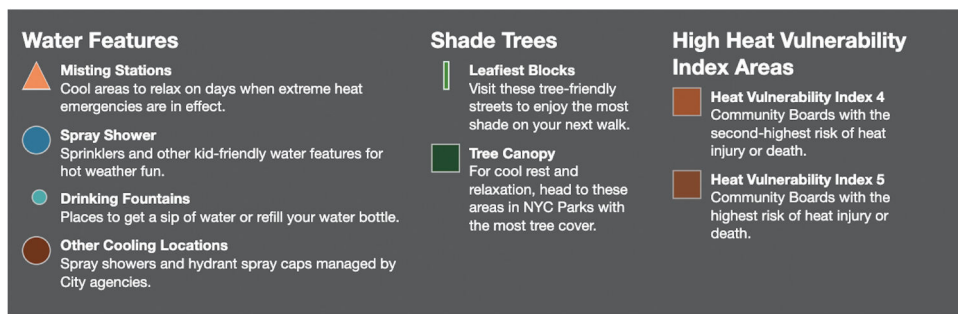 Water Features
Misting Stations
Cool areas to relax on days when extreme heat
emergencies are in effect.
Spray Shower
Sprinklers and other kid-friendly water features for
hot weather fun.
Drinking Fountains
Places to get a sip of water or refill your water bottle.
Other Cooling Locations
Spray showers and hydrant spray caps managed by
City agencies.
Shade Trees
Leafiest Blocks
Visit these tree-friendly
streets to enjoy the most
shade on your next walk.
Tree Canopy
For cool rest and
relaxation, head to these
areas in NYC Parks with
the most tree cover.
High Heat Vulnerability
Index Areas
Heat Vulnerability Index 4
Community Boards with the
second-highest risk of heat
injury or death.
Heat Vulnerability Index 5
Community Boards with the
highest risk of heat injury or
death.